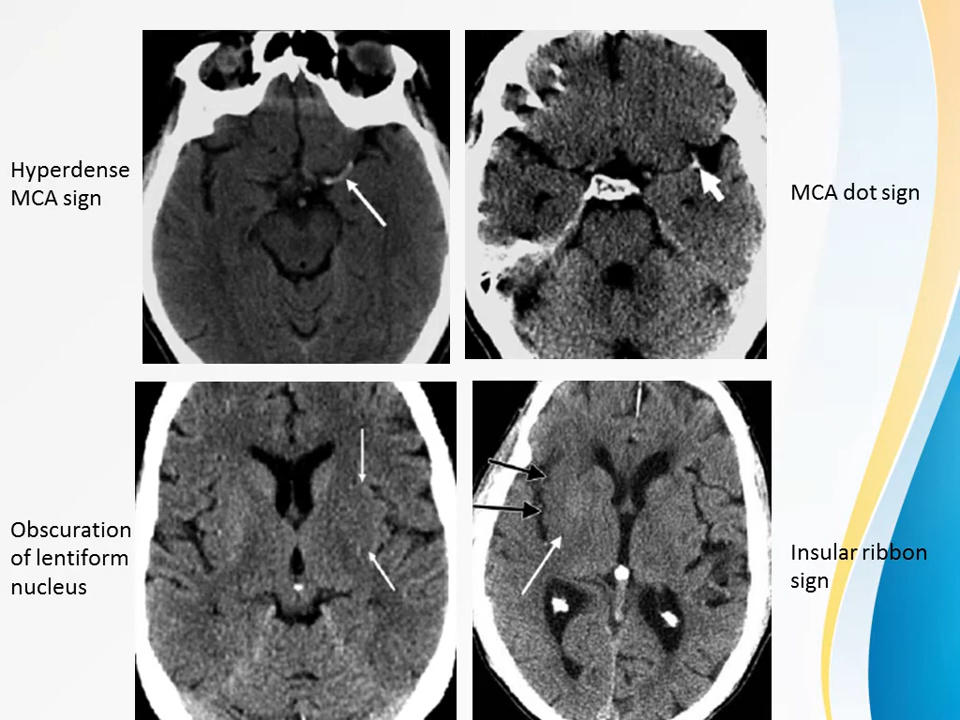 Hyperdense
MCA sign
MCA dot sign
Obscuration
of lentiform
nucleus
Insular ribbon
sign